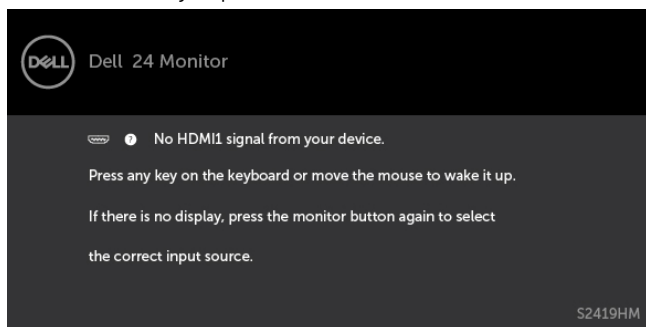 DELL
Dell 24 Monitor
? No HDMI1 signal from your device.
Press any key on the keyboard or move the mouse to wake it up.
If there is no display, press the monitor button again to select
the correct input source.
S2419HM